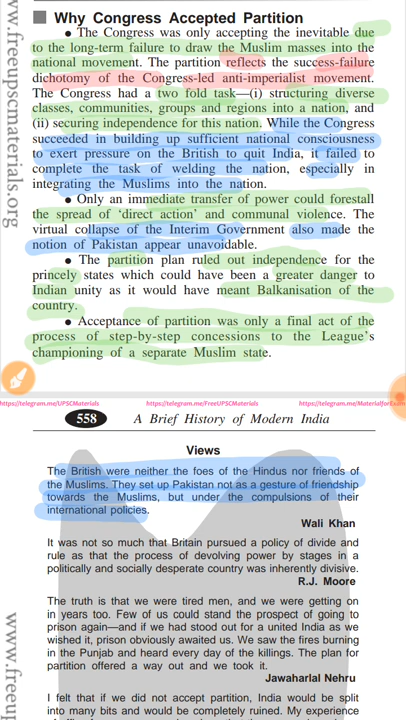 Why Congress Accepted Partition
● The Congress was only accepting the inevitable due
to the long-term failure to draw the Muslim masses into the
national movement. The partition reflects the success-failure
dichotomy of the Congress-led anti-imperialist movement.
The Congress had a two fold task—(i) structuring diverse
classes, communities, groups and regions into a nation, and
(ii) securing independence for this nation. While the Congress
succeeded in building up sufficient national consciousness
to exert pressure on the British to quit India, it failed to
complete the task of welding the nation, especially in
integrating the Muslims into the nation.
● Only an immediate transfer of power could forestall
the spread of 'direct action' and communal violence. The
virtual collapse of the Interim Government also made the
notion of Pakistan appear unavoidable.
● The partition plan ruled out independence for the
princely states which could have been a greater danger to
Indian unity as it would have meant Balkanisation of the
country.
● Acceptance of partition was only a final act of the
process of step-by-step concessions to the League's
championing of a separate Muslim state.
www.freeupscmaterials.org
https://telegram.me/UPSCMaterials
https://telegram.me/FreeUPSCMaterials
https://telegram.me/MaterialforExam
558 A Brief History of Modern India
Views
The British were neither the foes of the Hindus nor friends of
the Muslims. They set up Pakistan not as a gesture of friendship
towards the Muslims, but under the compulsions of their
international policies.
Wali Khan
It was not so much that Britain pursued a policy of divide and
rule as that the process of devolving power by stages in a
politically and socially desperate country was inherently divisive.
R.J. Moore
The truth is that we were tired men, and we were getting on
in years too. Few of us could stand the prospect of going to
prison again—and if we had stood out for a united India as we
wished it, prison obviously awaited us. We saw the fires burning
in the Punjab and heard every day of the killings. The plan for
partition offered a way out and we took it.
Jawaharlal Nehru
I felt that if we did not accept partition, India would be split
into many bits and would be completely ruined. My experience
www.freeup